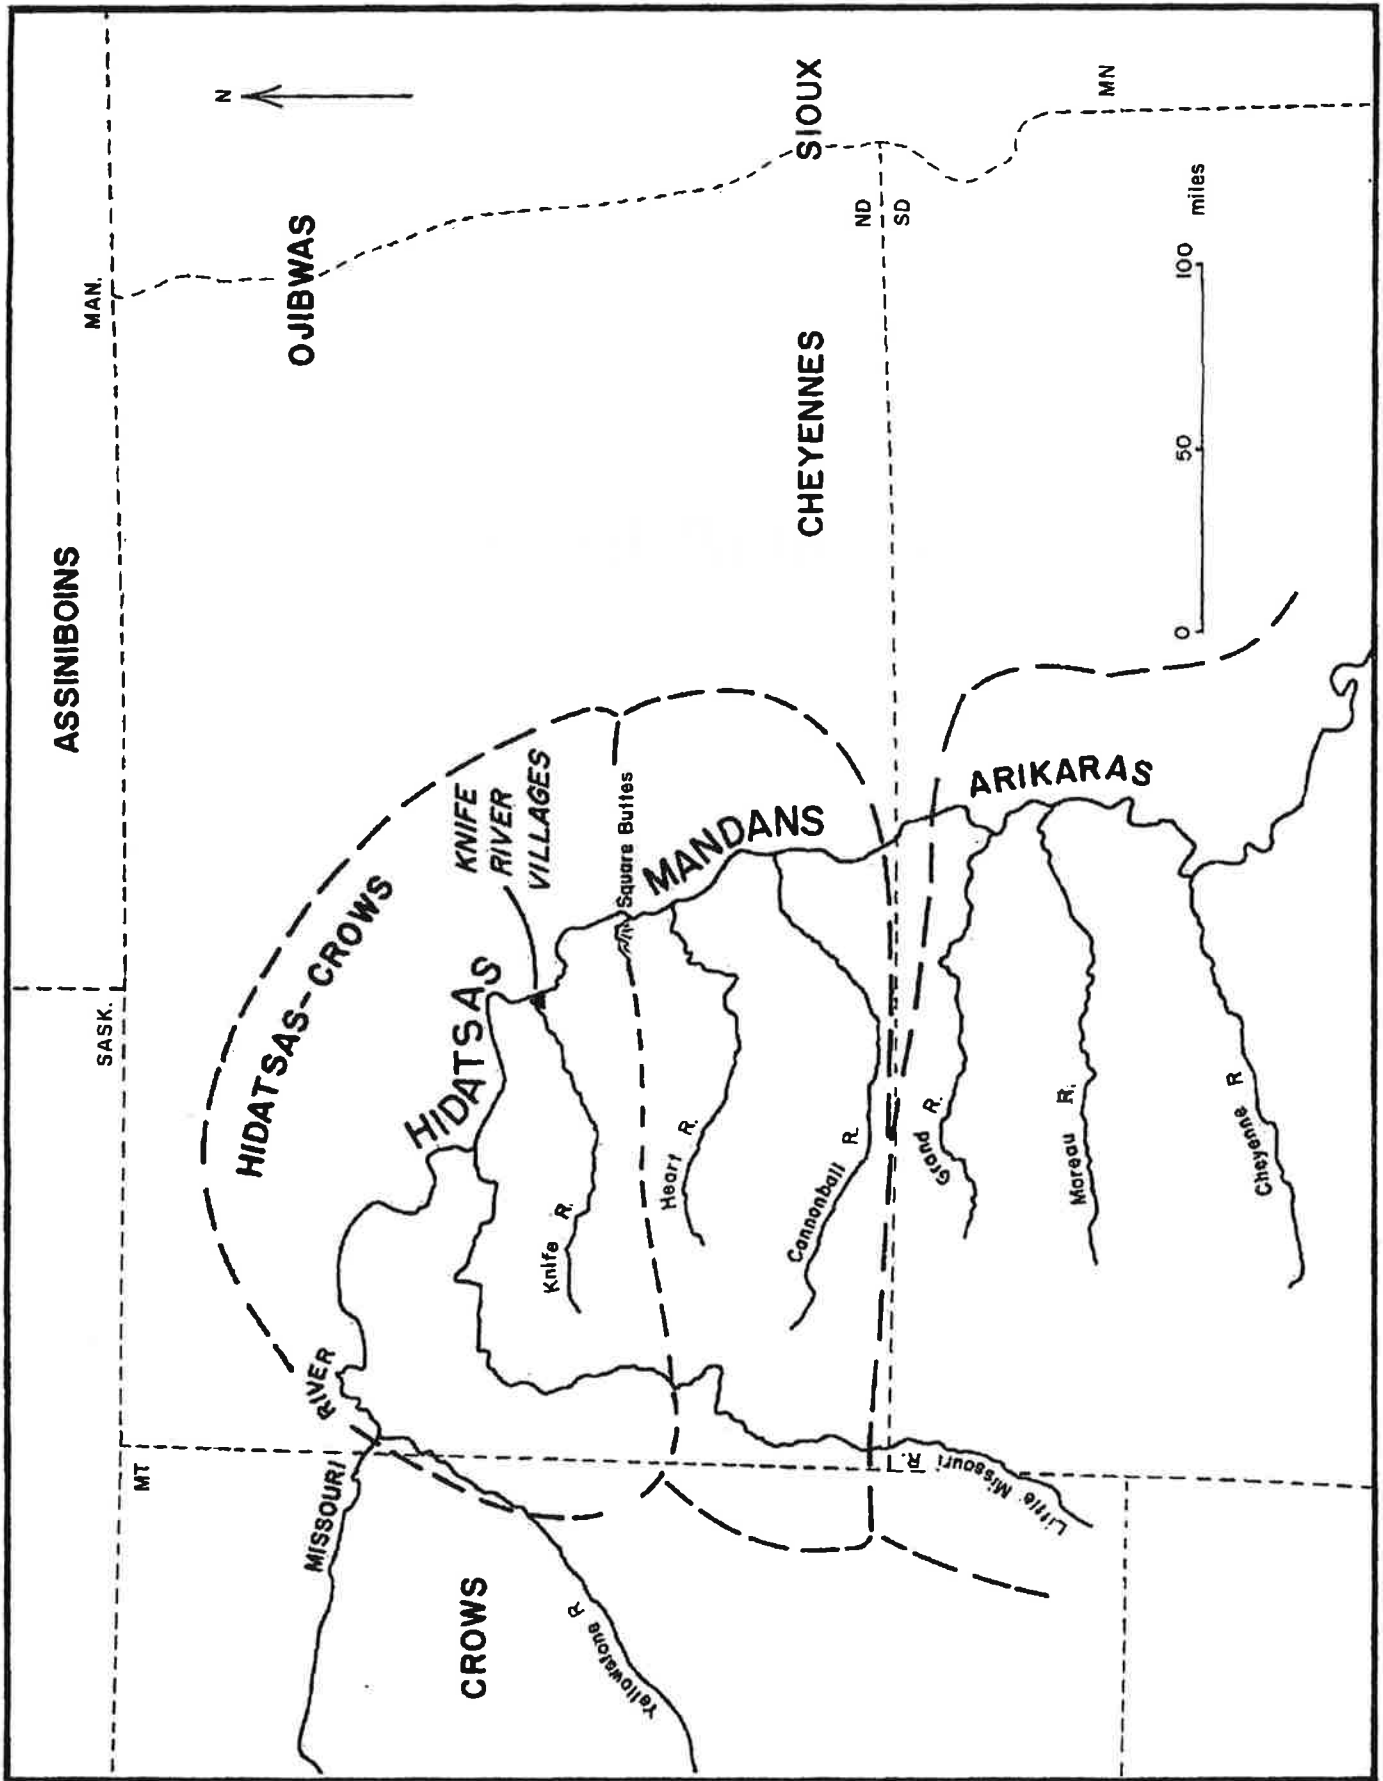 ASSINIBOINS
SASK.
MAN.
MT
N
HIDATSAS-CROWS
OJIBWAS
MISSOURI
RIVER
HIDATSAS
KNIFE
RIVER
VILLAGES
CROWS
Knife R.
Yellowstone R
Square Buttes
Heart R.
MANDANS
Cannonball R.
CHEYENNES
SIOUX
ND
SD
Little Missouri R.
Grand R.
ARIKARAS
Moreau R.
MN
Cheyenne R
0
50
100
miles